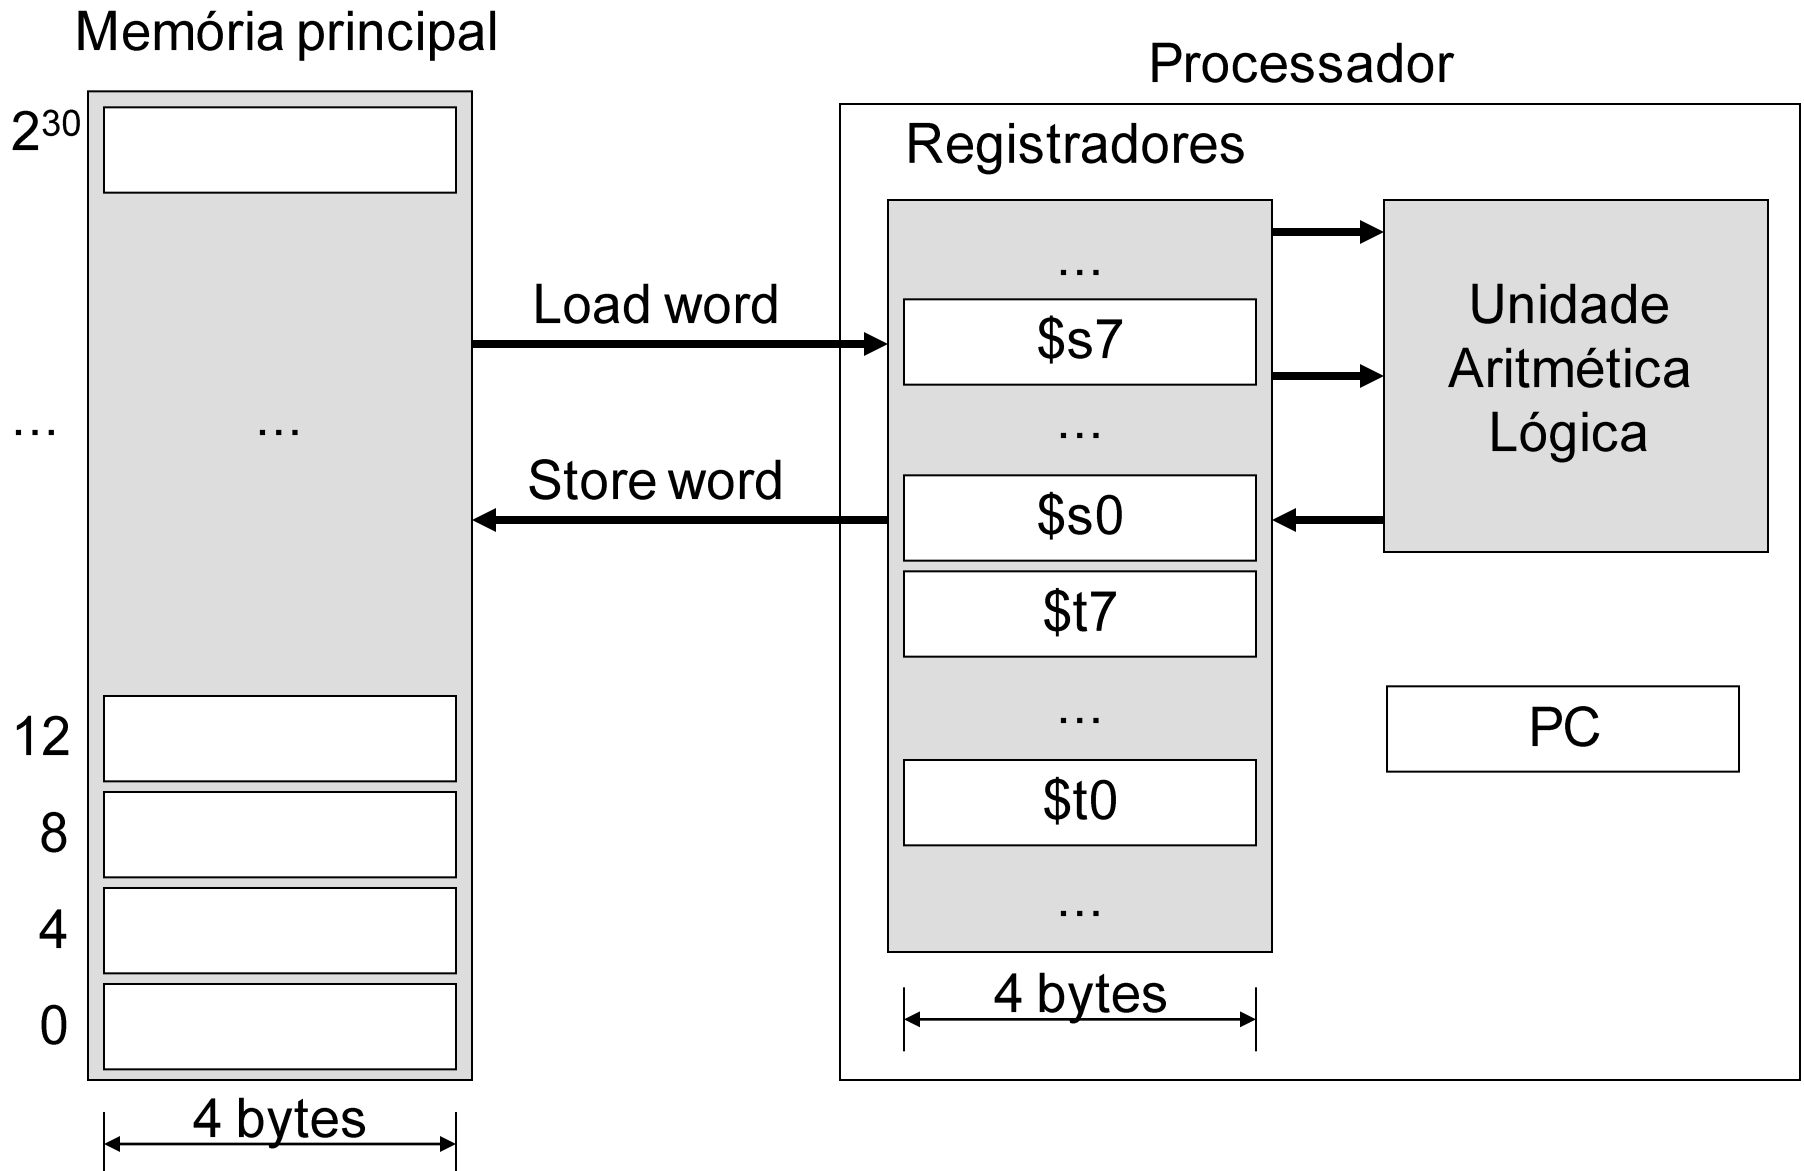 Memória principal
2³⁰
...
...
12
8
4
0
4 bytes
Load word
Store word
Processador
Registradores
...
$s7
...
$s0
$t7
...
$t0
...
4 bytes
Unidade
Aritmética
Lógica
PC